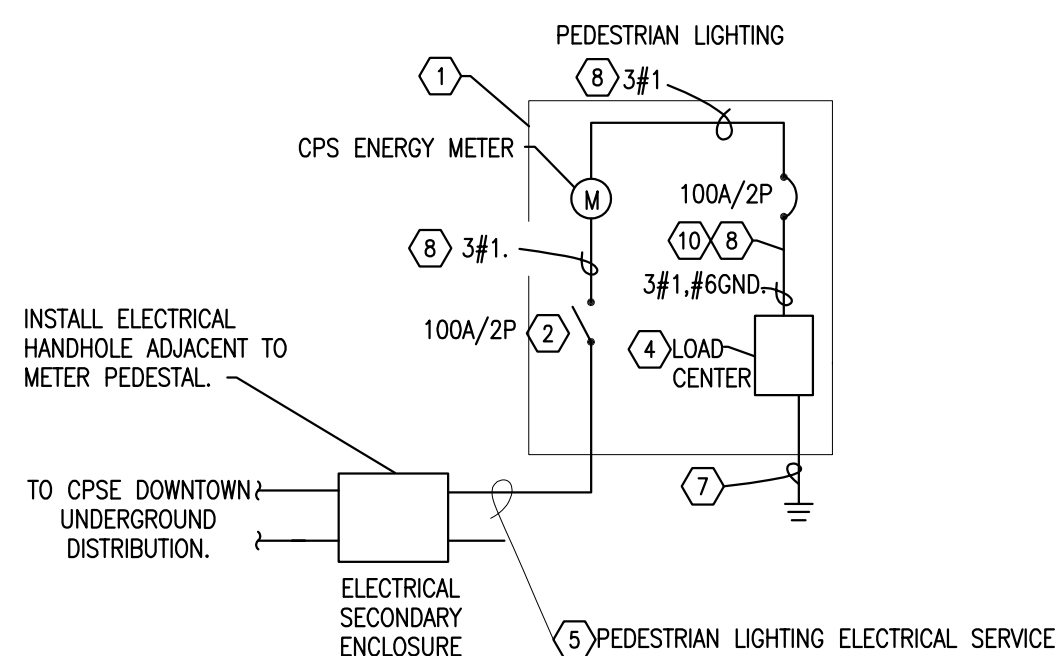 PEDESTRIAN LIGHTING
1
8 3#1
CPS ENERGY METER
M
100A/2P
8 3#1.
10 8
3#1,#6GND.
INSTALL ELECTRICAL
HANDHOLE ADJACENT TO
METER PEDESTAL.
100A/2P 2
4 LOAD
CENTER
7
TO CPSE DOWNTOWN
UNDERGROUND
DISTRIBUTION.
ELECTRICAL
SECONDARY
ENCLOSURE
5 PEDESTRIAN LIGHTING ELECTRICAL SERVICE